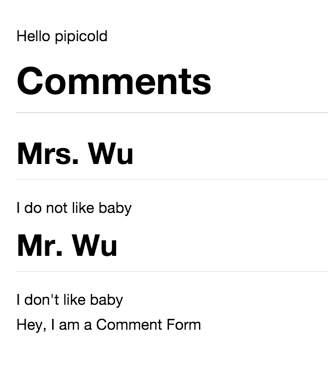 Hello pipicold
Comments
Mrs. Wu
I do not like baby
Mr. Wu
I don't like baby
Hey, I am a Comment Form